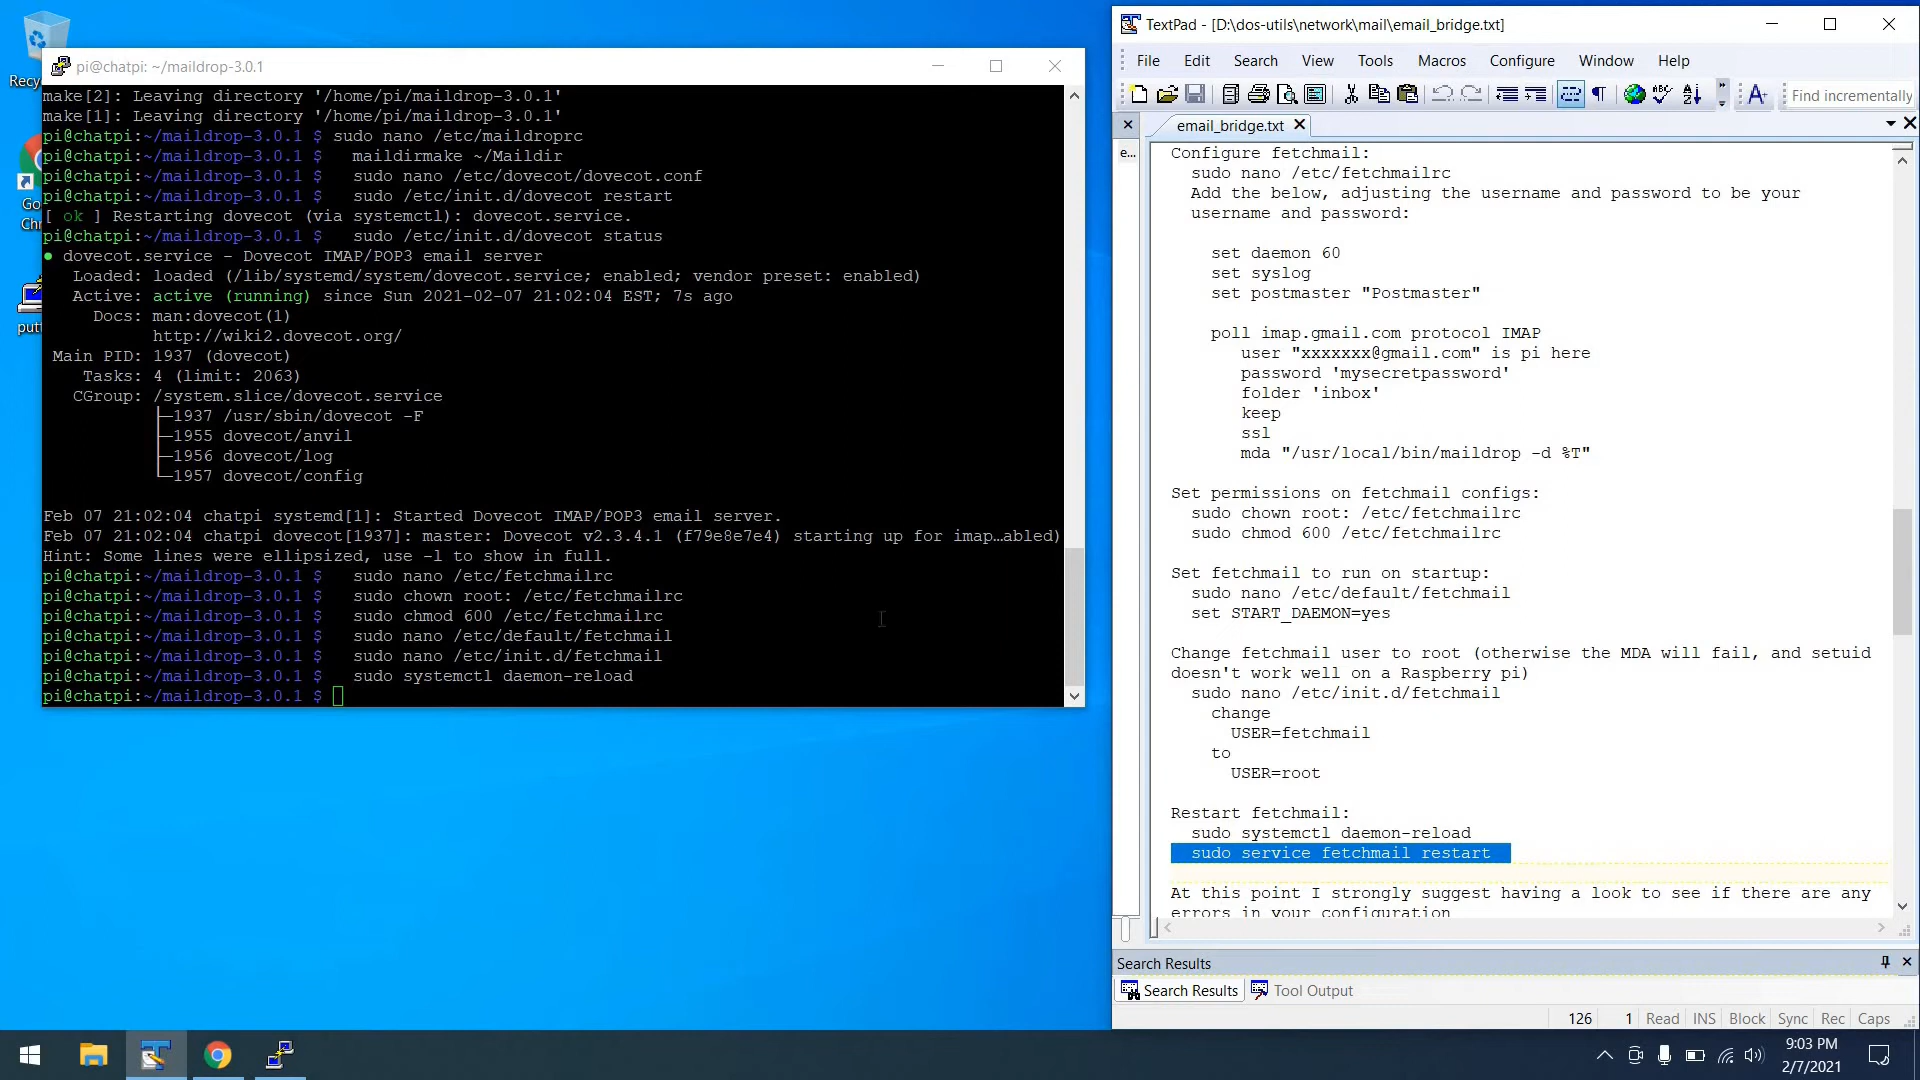 Recy
Go
Chr
putt
pi@chatpi: ~/maildrop-3.0.1
make[2]: Leaving directory '/home/pi/maildrop-3.0.1'
make[1]: Leaving directory '/home/pi/maildrop-3.0.1'
pi@chatpi:~/maildrop-3.0.1 $ sudo nano /etc/maildroprc
pi@chatpi:~/maildrop-3.0.1 $   maildirmake ~/Maildir
pi@chatpi:~/maildrop-3.0.1 $   sudo nano /etc/dovecot/dovecot.conf
pi@chatpi:~/maildrop-3.0.1 $   sudo /etc/init.d/dovecot restart
[ ok ] Restarting dovecot (via systemctl): dovecot.service.
pi@chatpi:~/maildrop-3.0.1 $   sudo /etc/init.d/dovecot status
● dovecot.service - Dovecot IMAP/POP3 email server
Loaded: loaded (/lib/systemd/system/dovecot.service; enabled; vendor preset: enabled)
Active: active (running) since Sun 2021-02-07 21:02:04 EST; 7s ago
Docs: man:dovecot(1)
http://wiki2.dovecot.org/
Main PID: 1937 (dovecot)
Tasks: 4 (limit: 2063)
CGroup: /system.slice/dovecot.service
├─1937 /usr/sbin/dovecot -F
├─1955 dovecot/anvil
├─1956 dovecot/log
└─1957 dovecot/config
Feb 07 21:02:04 chatpi systemd[1]: Started Dovecot IMAP/POP3 email server.
Feb 07 21:02:04 chatpi dovecot[1937]: master: Dovecot v2.3.4.1 (f79e8e7e4) starting up for imap…abled)
Hint: Some lines were ellipsized, use -l to show in full.
pi@chatpi:~/maildrop-3.0.1 $   sudo nano /etc/fetchmailrc
pi@chatpi:~/maildrop-3.0.1 $   sudo chown root: /etc/fetchmailrc
pi@chatpi:~/maildrop-3.0.1 $   sudo chmod 600 /etc/fetchmailrc
pi@chatpi:~/maildrop-3.0.1 $   sudo nano /etc/default/fetchmail
pi@chatpi:~/maildrop-3.0.1 $   sudo nano /etc/init.d/fetchmail
pi@chatpi:~/maildrop-3.0.1 $   sudo systemctl daemon-reload
pi@chatpi:~/maildrop-3.0.1 $
TextPad - [D:\dos-utils\network\mail\email_bridge.txt]
File Edit Search View Tools Macros Configure Window Help
Find incrementally
email_bridge.txt
e...
Configure fetchmail:
sudo nano /etc/fetchmailrc
Add the below, adjusting the username and password to be your
username and password:
set daemon 60
set syslog
set postmaster "Postmaster"
poll imap.gmail.com protocol IMAP
user "xxxxxxx@gmail.com" is pi here
password 'mysecretpassword'
folder 'inbox'
keep
ssl
mda "/usr/local/bin/maildrop -d %T"
Set permissions on fetchmail configs:
sudo chown root: /etc/fetchmailrc
sudo chmod 600 /etc/fetchmailrc
Set fetchmail to run on startup:
sudo nano /etc/default/fetchmail
set START_DAEMON=yes
Change fetchmail user to root (otherwise the MDA will fail, and setuid
doesn't work well on a Raspberry pi)
sudo nano /etc/init.d/fetchmail
change
USER=fetchmail
to
USER=root
Restart fetchmail:
sudo systemctl daemon-reload
sudo service fetchmail restart
At this point I strongly suggest having a look to see if there are any
errors in your configuration
Search Results
Search Results Tool Output
126 1 Read INS Block Sync Rec Caps
9:03 PM
2/7/2021